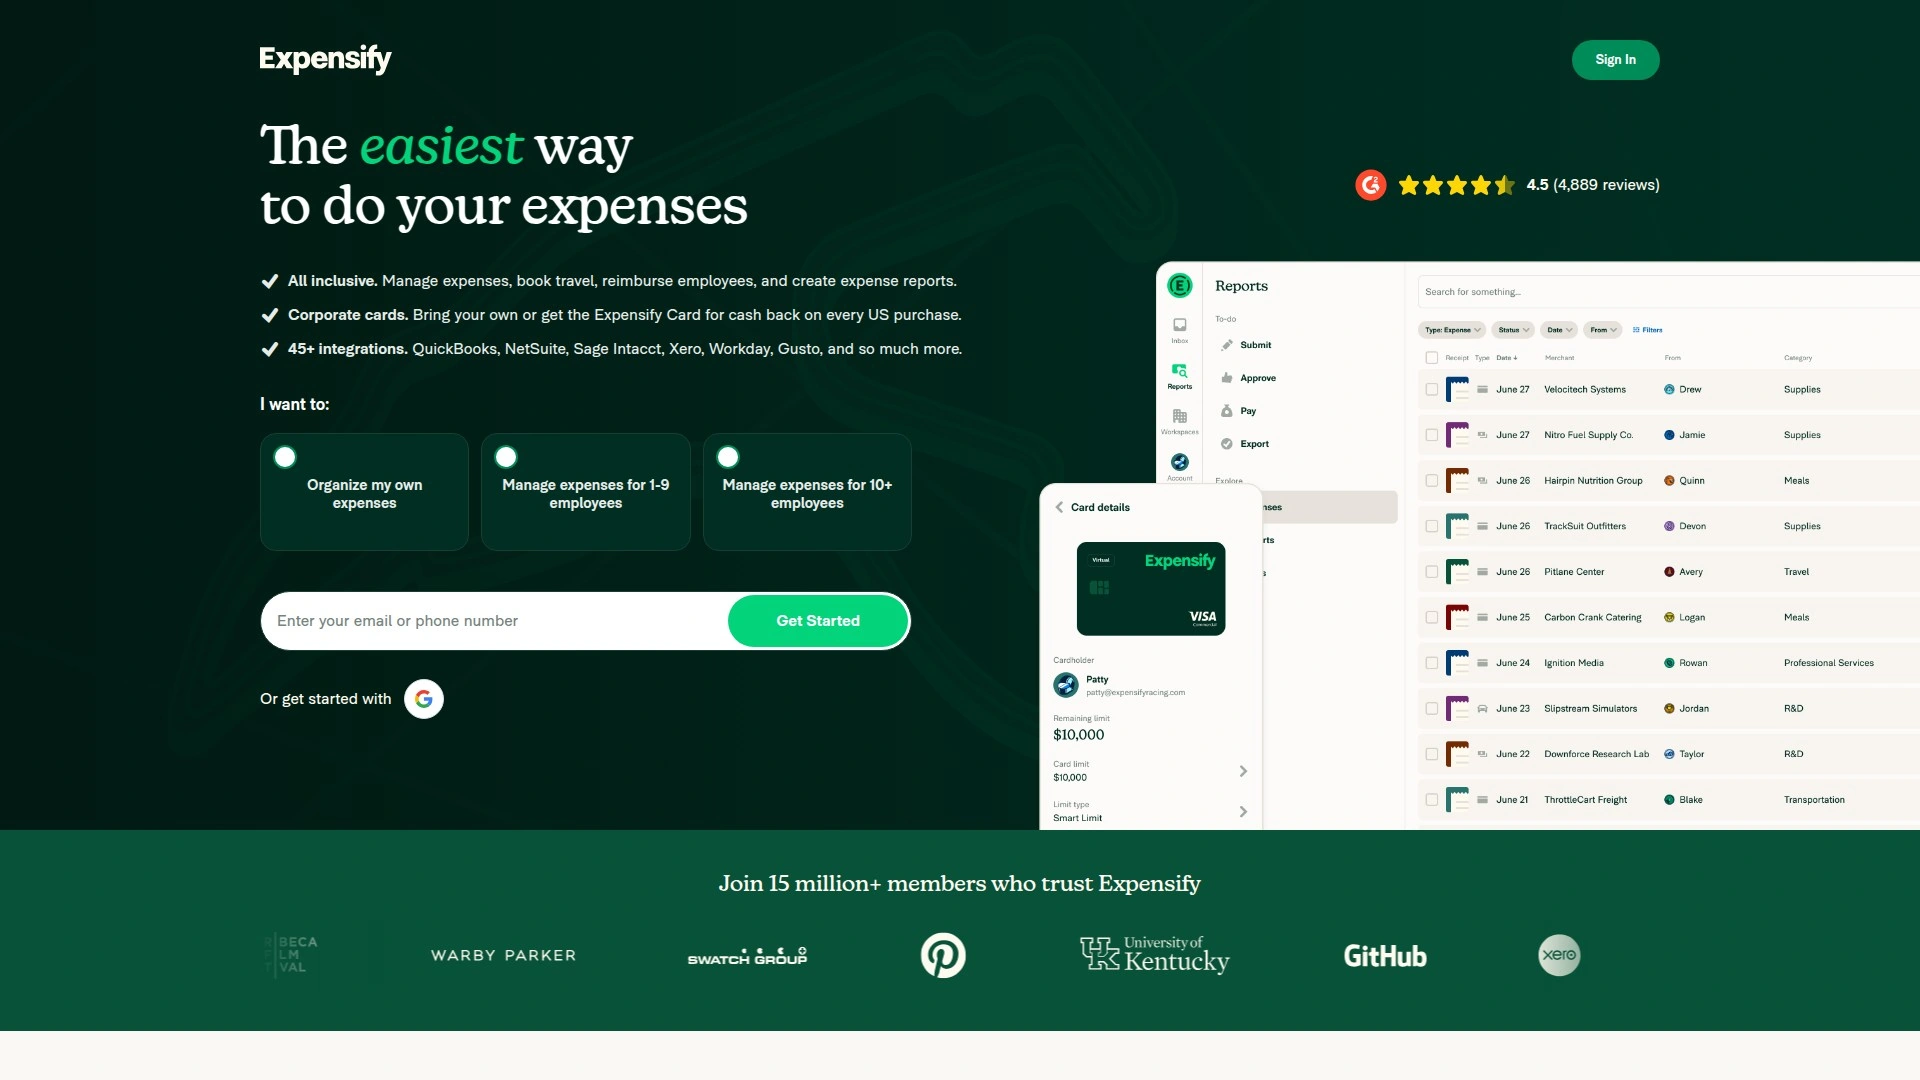 Expensify
Sign In
The easiest way
to do your expenses
4.5 (4,889 reviews)
All inclusive. Manage expenses, book travel, reimburse employees, and create expense reports.
Corporate cards. Bring your own or get the Expensify Card for cash back on every US purchase.
45+ integrations. QuickBooks, NetSuite, Sage Intacct, Xero, Workday, Gusto, and so much more.
I want to:
Organize my own
expenses
Manage expenses for 1-9
employees
Manage expenses for 10+
employees
Enter your email or phone number
Get Started
Or get started with
Inbox
Reports
Workspaces
Account
Reports
To-do
Submit
Approve
Pay
Export
Explore
Search for something...
Type: Expense Status Date From Filters
Receipt Type Date Merchant From Category
June 27 Velocitech Systems Drew Supplies
June 27 Nitro Fuel Supply Co. Jamie Supplies
June 26 Hairpin Nutrition Group Quinn Meals
June 26 TrackSuit Outfitters Devon Supplies
June 26 Pitlane Center Avery Travel
June 25 Carbon Crank Catering Logan Meals
June 24 Ignition Media Rowan Professional Services
June 23 Slipstream Simulators Jordan R&D
June 22 Downforce Research Lab Taylor R&D
June 21 ThrottleCart Freight Blake Transportation
Card details
Virtual
Expensify
VISA
Commercial
Cardholder
Patty
patty@expensifyracing.com
Remaining limit
$10,000
Card limit
$10,000
Limit type
Smart Limit
Join 15 million+ members who trust Expensify
BECA
LM
VAL
WARBY PARKER
SWATCH GROUP
University of
Kentucky
GitHub
xero